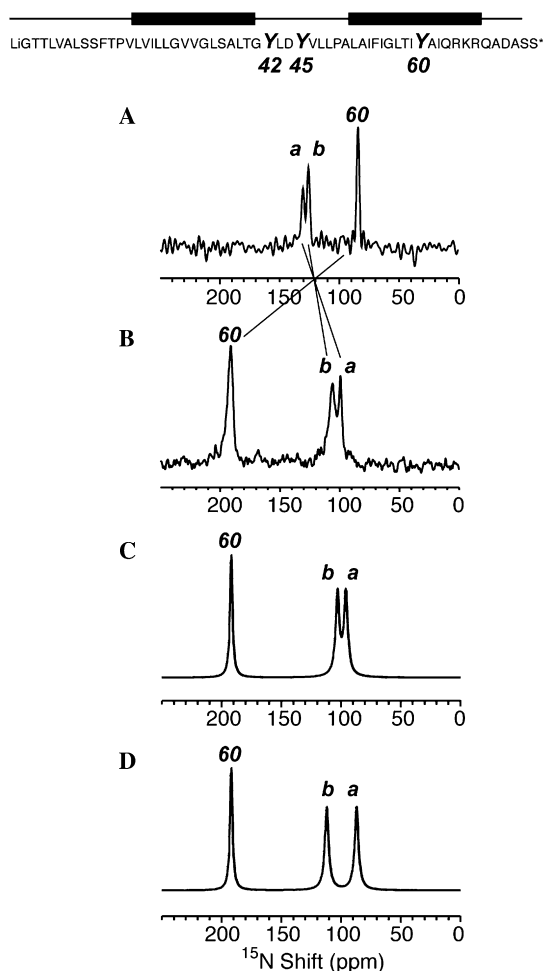 LiGTTLVALSSFTPVLVILLGVVGLSALTGYLDYVLLPALAIFIGLTIYAIQRKRQADASS*
42 45 60
A
60
a b
200 150 100 50 0
B
60
b a
200 150 100 50 0
C
60
b a
200 150 100 50 0
D
60
b a
200 150 100 50 0
15N Shift (ppm)